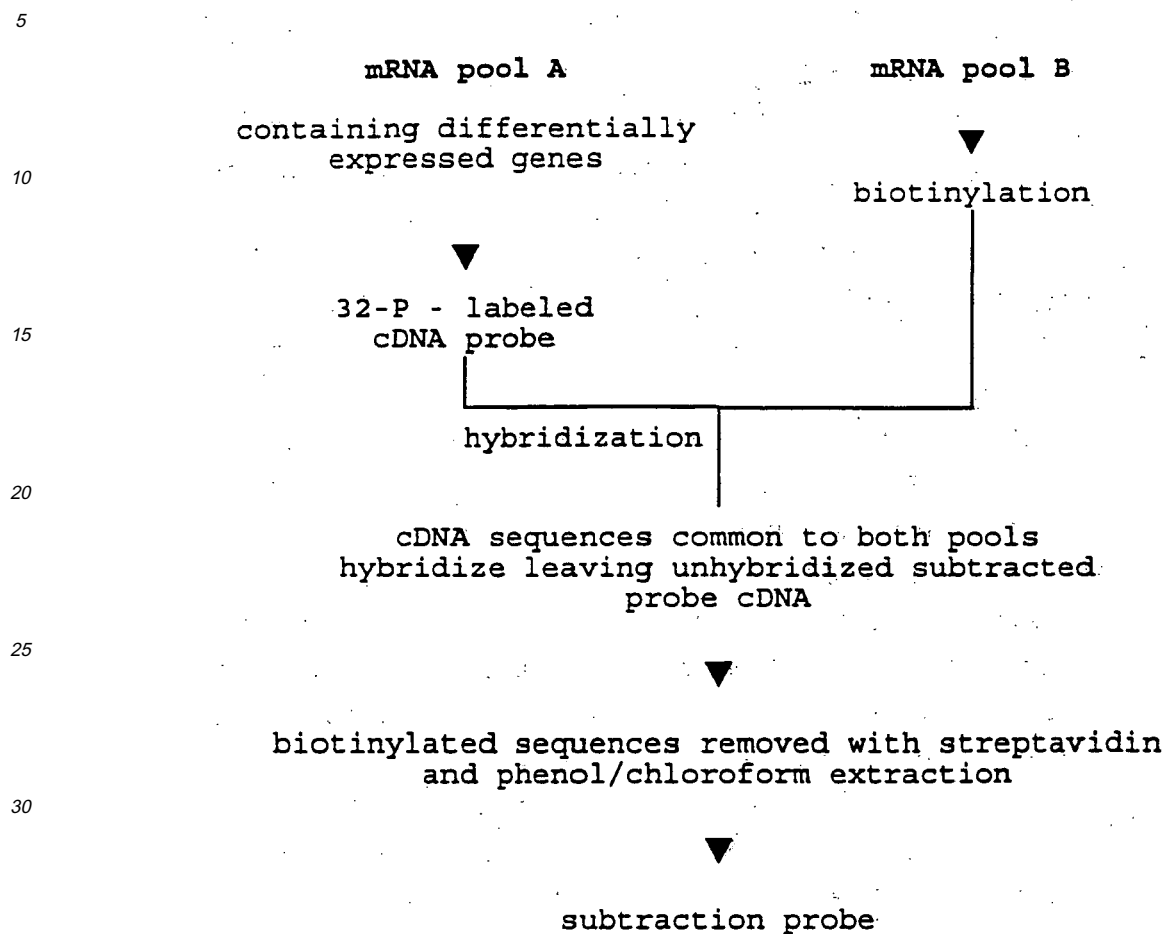 5
mRNA pool A
mRNA pool B
containing differentially
expressed genes
10
biotinylation
32-P - labeled
cDNA probe
15
hybridization
20
cDNA sequences common to both pools
hybridize leaving unhybridized subtracted
probe cDNA
25
biotinylated sequences removed with streptavidin
and phenol/chloroform extraction
30
subtraction probe